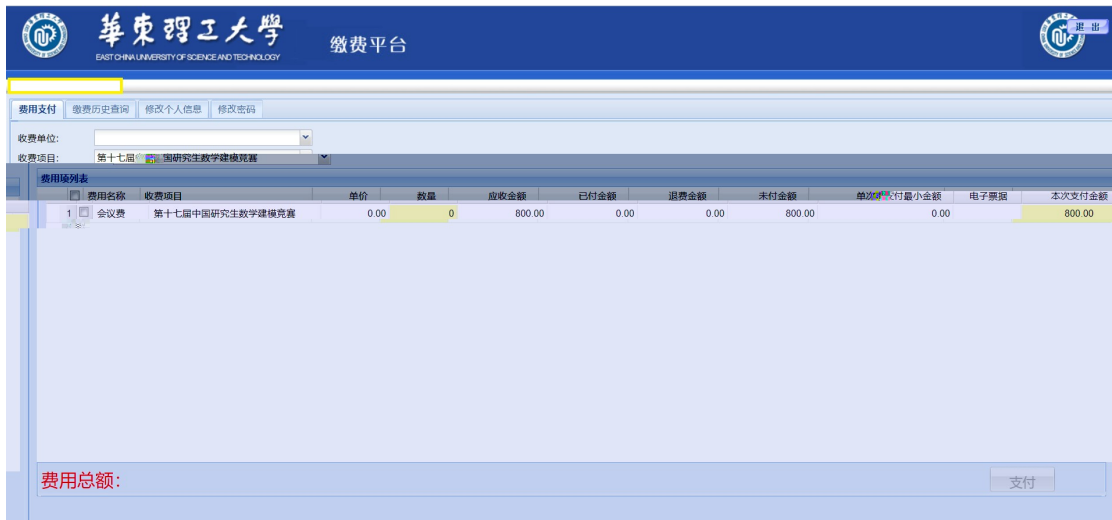 華東理工大學
EAST CHINA UNIVERSITY OF SCIENCE AND TECHNOLOGY
缴费平台
退出
费用支付 缴费历史查询 修改个人信息 修改密码
收费单位:
收费项目: 第十七届 国研究生数学建模竞赛
费用项列表
费用名称 收费项目 单价 数量 应收金额 已付金额 退费金额 未付金额 单次 付最小金额 电子票据 本次支付金额
1 会议费 第十七届中国研究生数学建模竞赛 0.00 0 800.00 0.00 0.00 800.00 0.00 800.00
费用总额:
支付